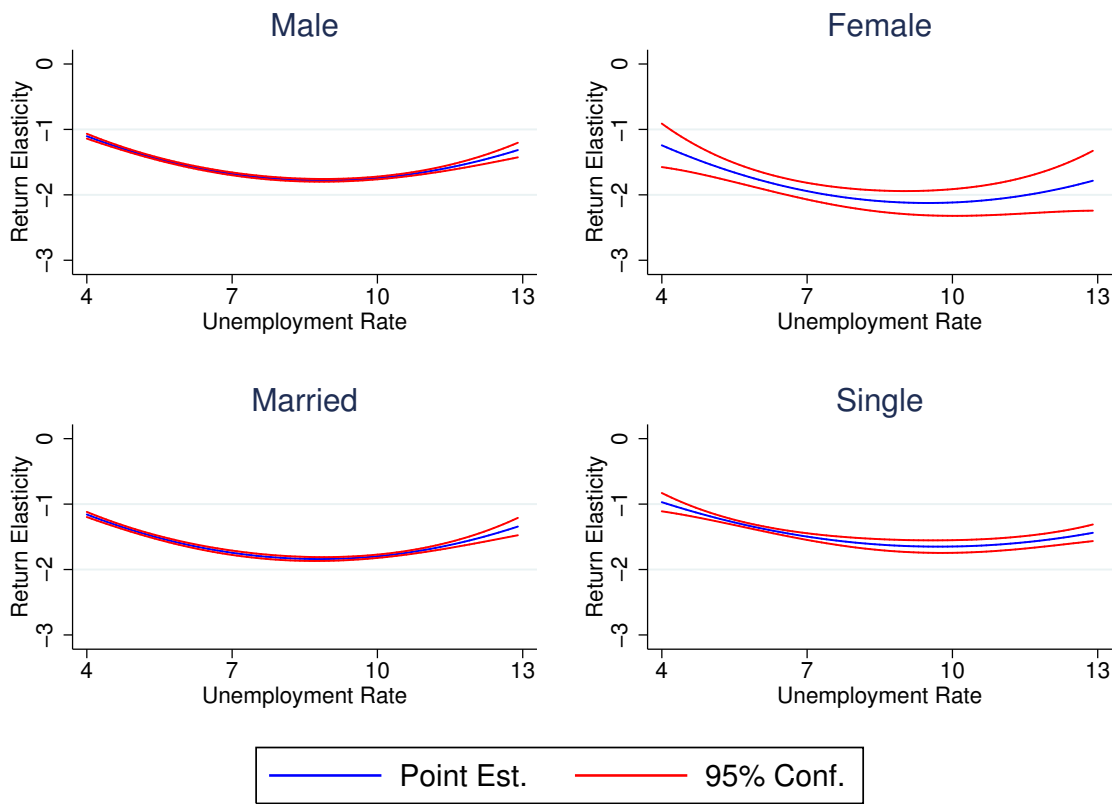 Male
Return Elasticity
0
−1
−2
−3
4 7 10 13
Unemployment Rate
Female
Return Elasticity
0
−1
−2
−3
4 7 10 13
Unemployment Rate
Married
Return Elasticity
0
−1
−2
−3
4 7 10 13
Unemployment Rate
Single
Return Elasticity
0
−1
−2
−3
4 7 10 13
Unemployment Rate
Point Est. 95% Conf.